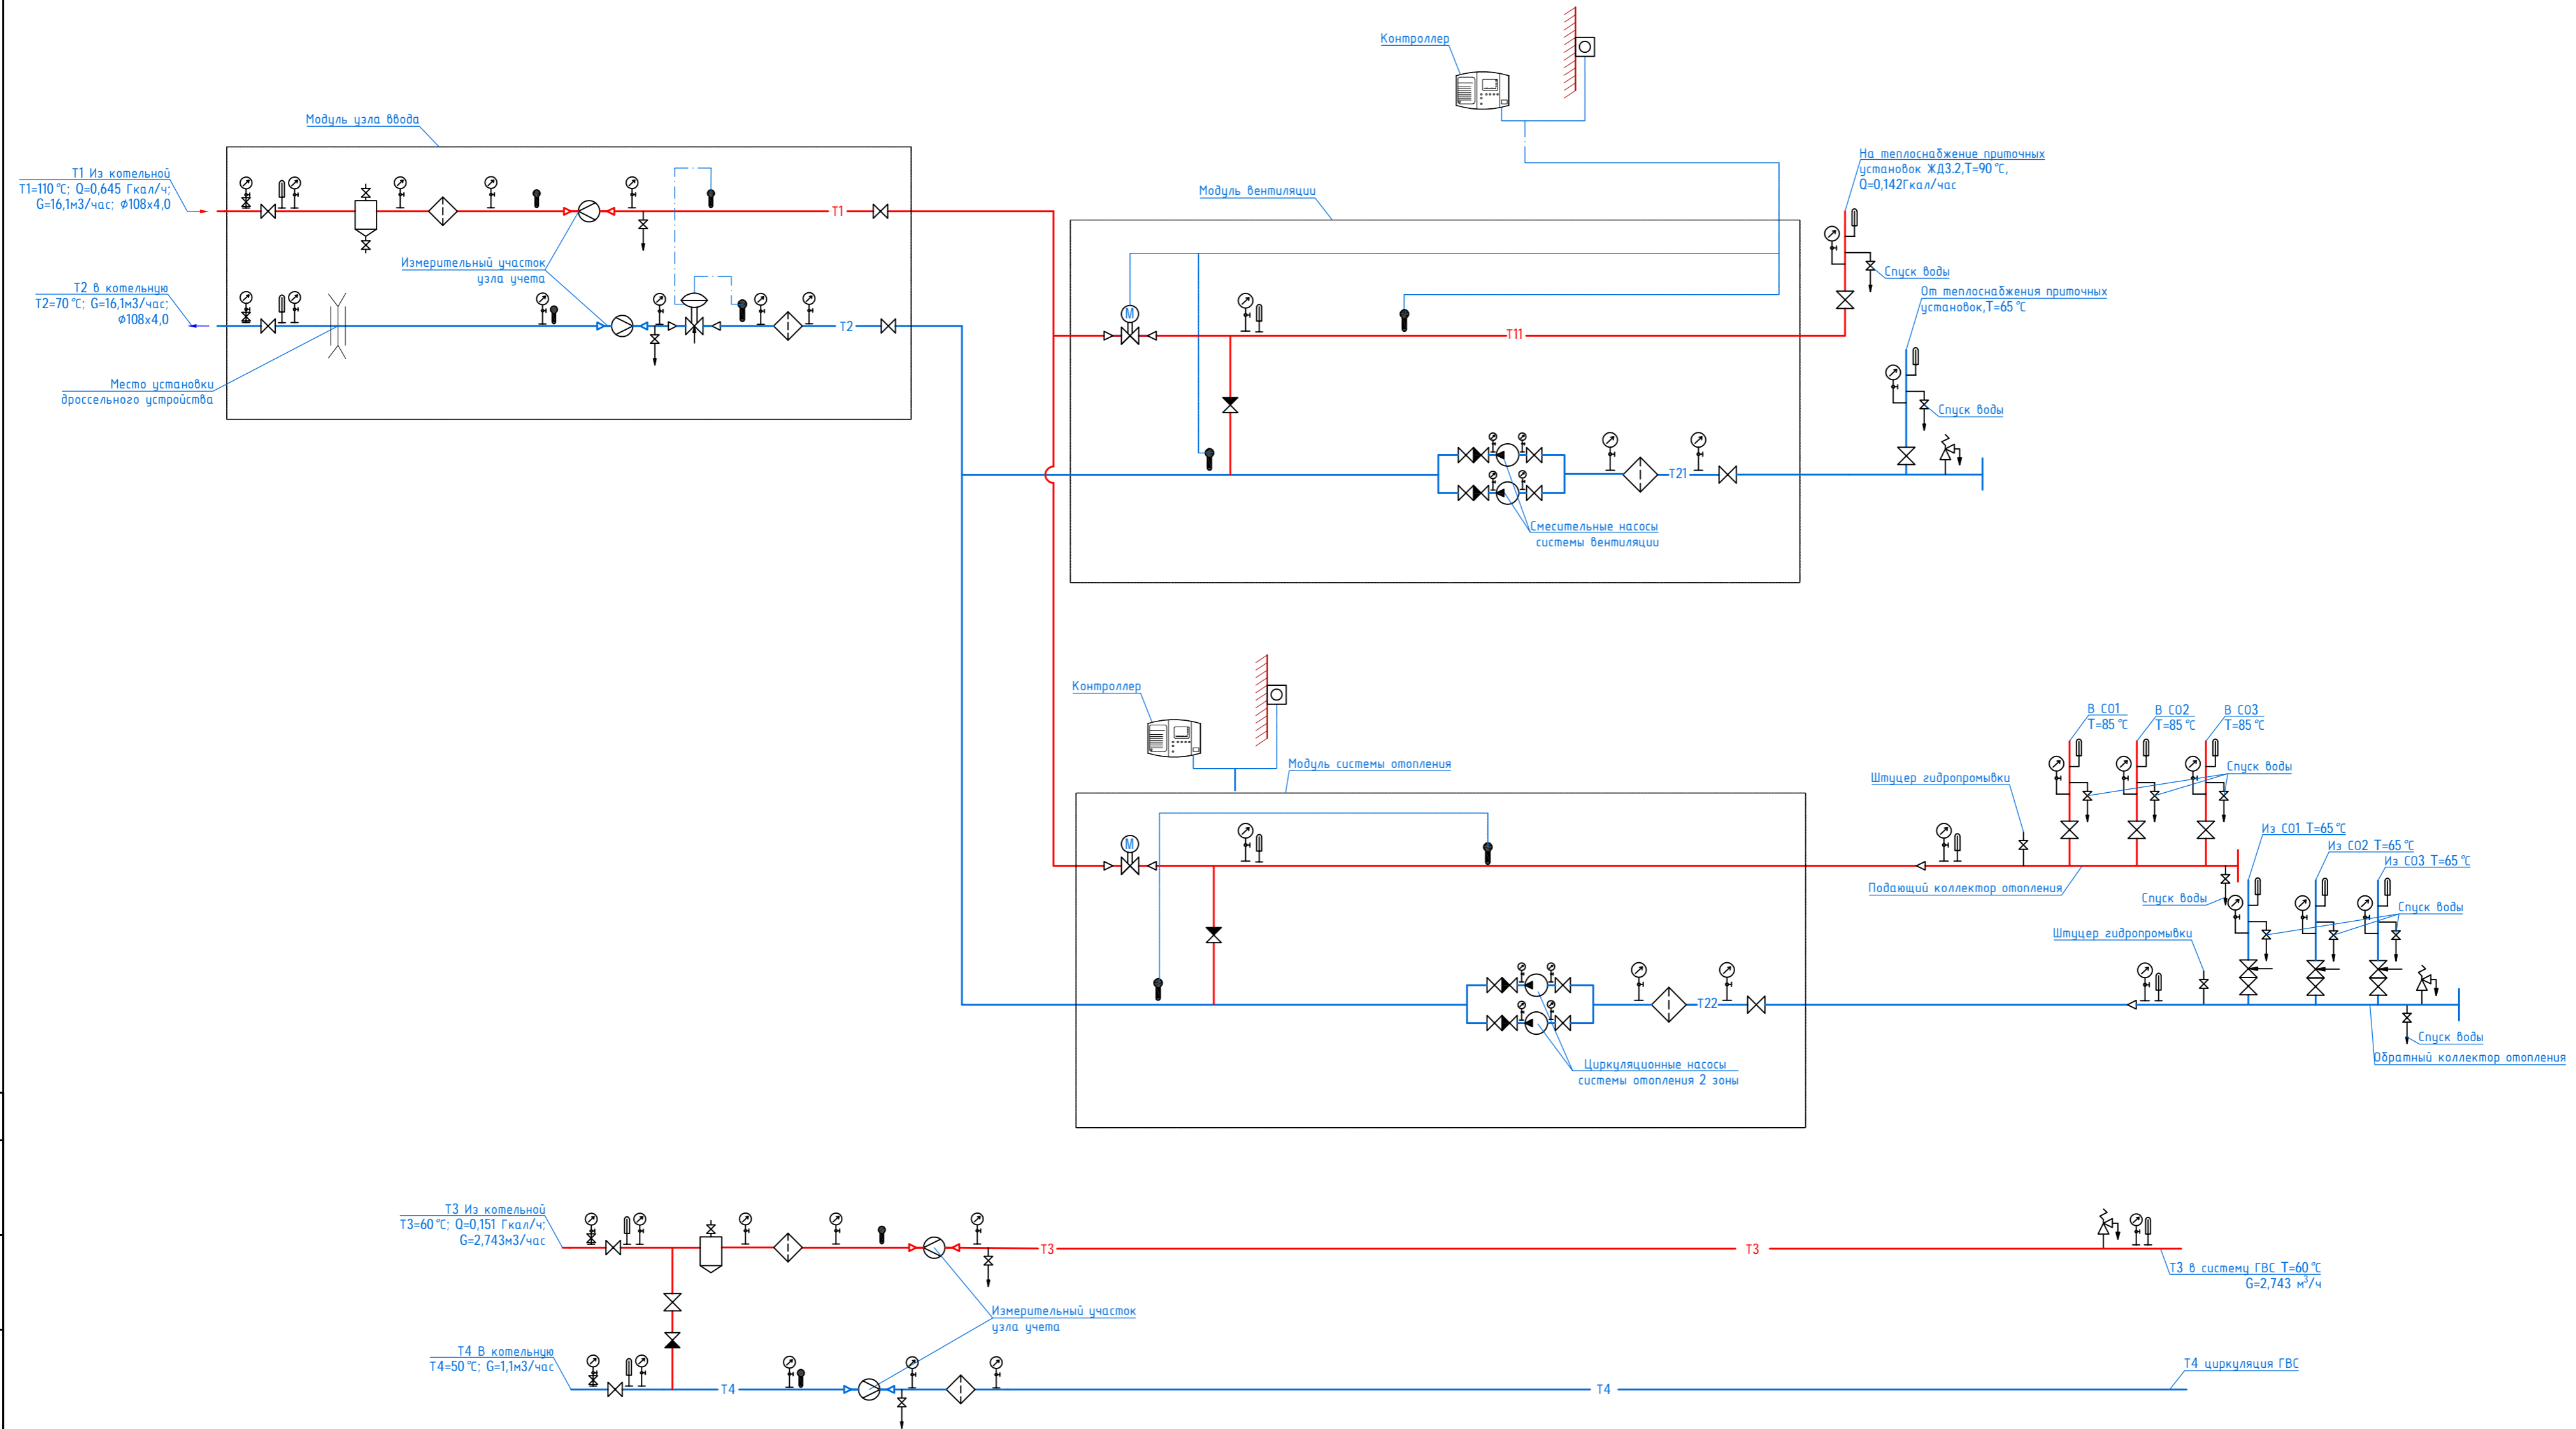 Контроллер
Модуль узла ввода
Т1 Из котельной
Т1=110 °С; Q=0,645 Гкал/ч;
G=16,1м3/час; ф108х4,0
Т1
Измерительный участок
узла учета
Т2 в котельную
Т2=70 °С; G=16,1м3/час;
ф108х4,0
Т2
Место установки
дроссельного устройства
Модуль вентиляции
На теплоснабжение приточных
установок ЖД3.2,Т=90 °С,
Q=0,142Гкал/час
Спуск воды
От теплоснабжения приточных
установок,Т=65 °С
М
Т11
Спуск воды
Т21
Смесительные насосы
системы вентиляции
Контроллер
Модуль системы отопления
В СО1
Т=85 °С
В СО2
Т=85 °С
В СО3
Т=85 °С
Штуцер гидропромывки
Спуск воды
М
Из СО1 Т=65 °С
Из СО2 Т=65 °С
Из СО3 Т=65 °С
Подающий коллектор отопления
Спуск воды
Спуск воды
Штуцер гидропромывки
Т22
Спуск воды
Обратный коллектор отопления
Циркуляционные насосы
системы отопления 2 зоны
Т3 Из котельной
Т3=60 °С; Q=0,151 Гкал/ч;
G=2,743м3/час
Т3
Т3
Т3 в систему ГВС Т=60 °С
G=2,743 м³/ч
Измерительный участок
узла учета
Т4 В котельную
Т4=50 °С; G=1,1м3/час
Т4
Т4
Т4 циркуляция ГВС